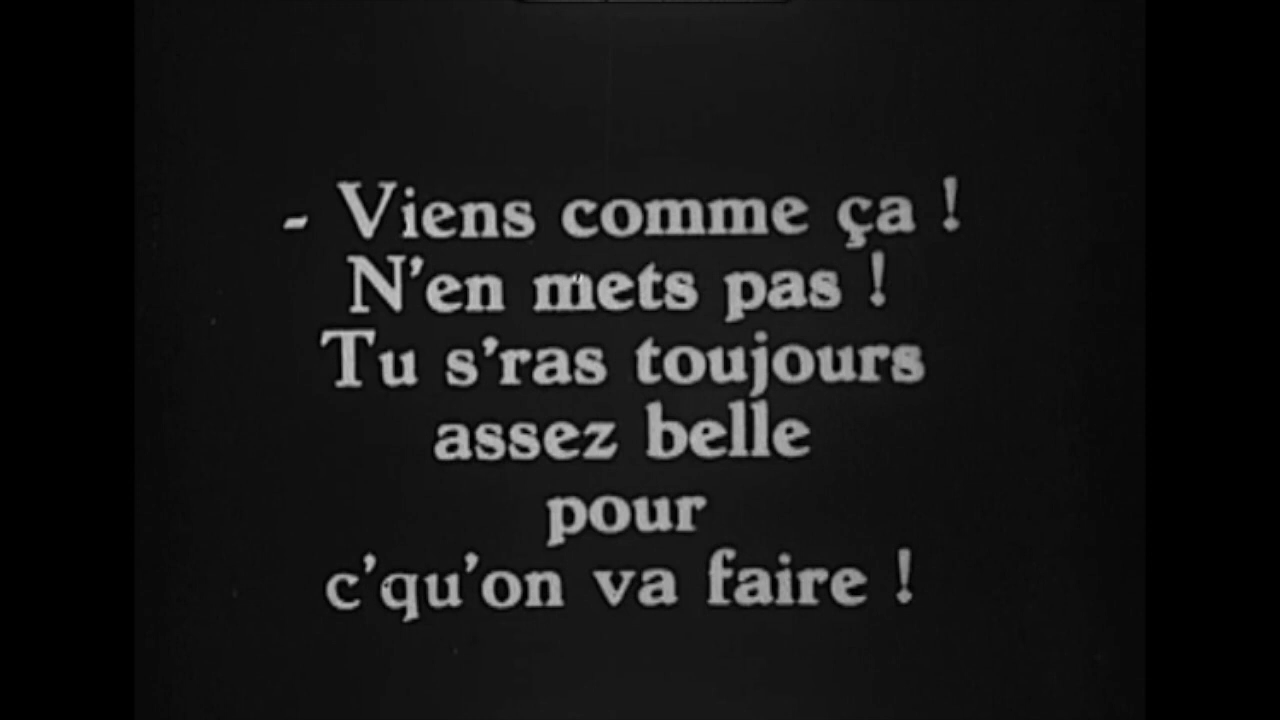 - Viens comme ça !
N'en mets pas !
Tu s'ras toujours
assez belle
pour
c'qu'on va faire !